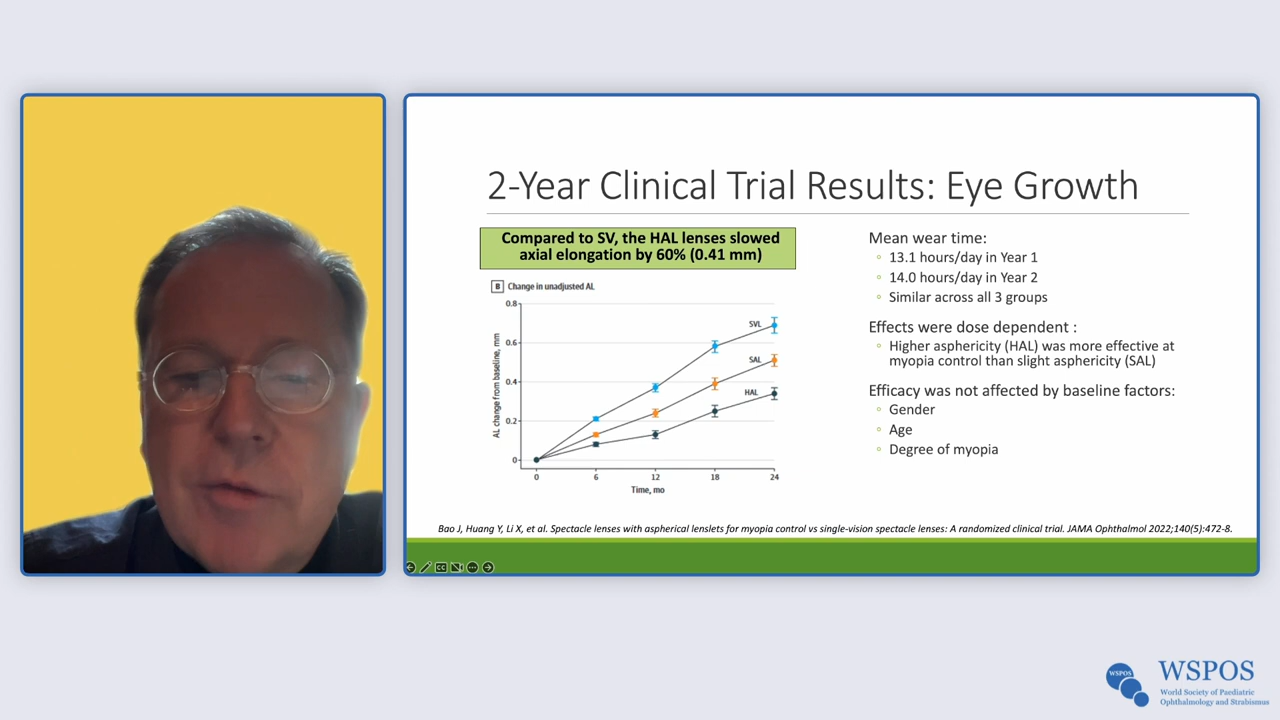 2-Year Clinical Trial Results: Eye Growth
Compared to SV, the HAL lenses slowed
axial elongation by 60% (0.41 mm)
B Change in unadjusted AL
AL change from baseline, mm
0.8
0.6
0.4
0.2
0
SVL
SAL
HAL
0 6 12 18 24
Time, mo
Mean wear time:
13.1 hours/day in Year 1
14.0 hours/day in Year 2
Similar across all 3 groups
Effects were dose dependent :
Higher asphericity (HAL) was more effective at
myopia control than slight asphericity (SAL)
Efficacy was not affected by baseline factors:
Gender
Age
Degree of myopia
Bao J, Huang Y, Li X, et al. Spectacle lenses with aspherical lenslets for myopia control vs single-vision spectacle lenses: A randomized clinical trial. JAMA Ophthalmol 2022;140(5):472-8.
CC
WSPOS
WSPOS
World Society of Paediatric
Ophthalmology and Strabismus